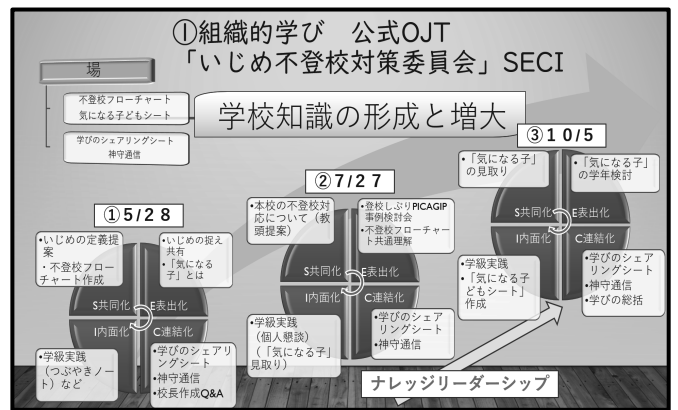 ①組織的学び　公式OJT
「いじめ不登校対策委員会」SECI
場
不登校フローチャート
気になる子どもシート
学びのシェアリングシート
神守通信
学校知識の形成と増大
①5/28
•いじめの定義提
案
・不登校フロー
チャート作成
•いじめの捉え
共有
•「気になる
子」とは
S共同化
E表出化
I内面化
C連結化
•学級実践
（つぶやきノー
ト）など
•学びのシェアリ
ングシート
•神守通信
•校長作成Q&A
②7/27
•本校の不登校対
応について（教
頭提案）
•登校しぶりPICAGIP
事例検討会
•不登校フローチャー
ト共通理解
S共同化
E表出化
I内面化
C連結化
•学級実践
（個人懇談）
（「気になる子」
見取り）
•学びのシェア
リングシート
•神守通信
③10/5
•「気になる子」
の見取り
•「気になる子」
の学年検討
S共同化
E表出化
I内面化
C連結化
•学級実践
•「気になる子
どもシート」
作成
•学びのシェア
リングシート
•神守通信
•学びの総括
ナレッジリーダーシップ